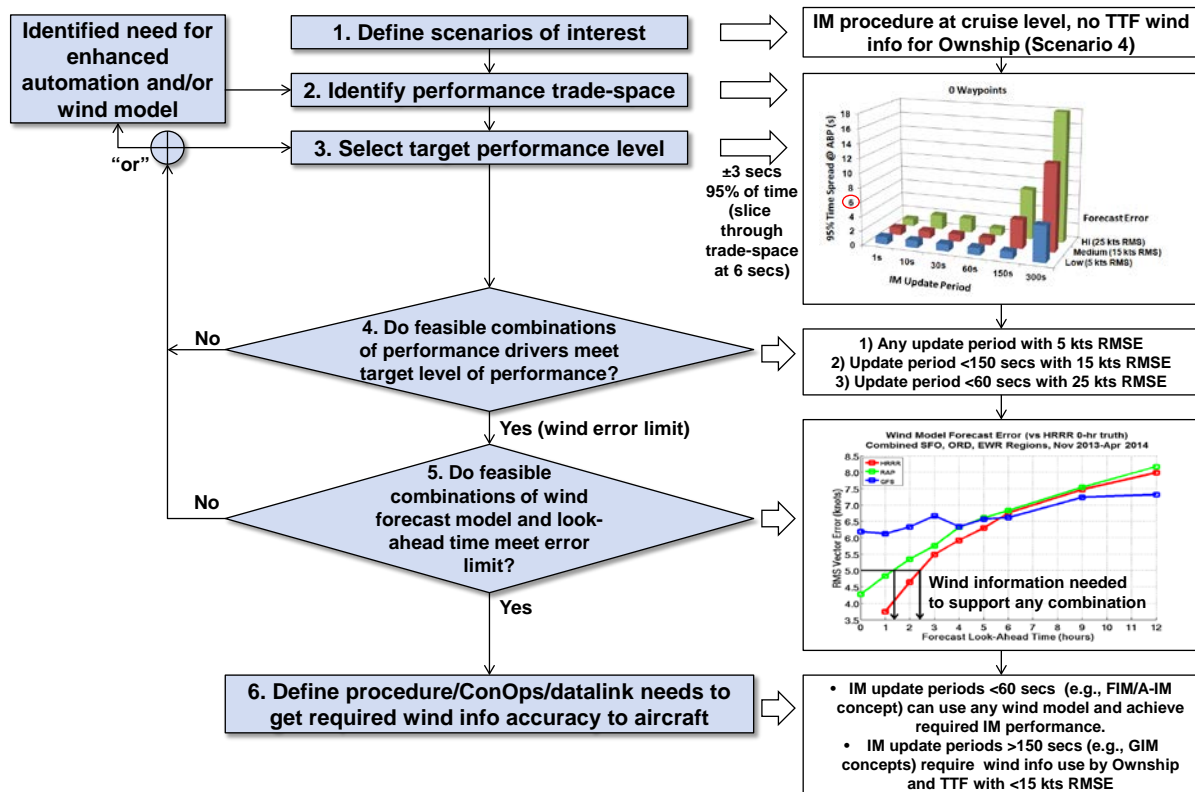 Identified need for
enhanced
automation and/or
wind model
"or"
1. Define scenarios of interest
2. Identify performance trade-space
3. Select target performance level
±3 secs
95% of time
(slice
through
trade-space
at 6 secs)
4. Do feasible combinations
of performance drivers meet
target level of performance?
No
Yes (wind error limit)
5. Do feasible
combinations of wind
forecast model and look-
ahead time meet error
limit?
No
Yes
6. Define procedure/ConOps/datalink needs to
get required wind info accuracy to aircraft
IM procedure at cruise level, no TTF wind
info for Ownship (Scenario 4)
0 Waypoints
95% Time Spread @ ABP (s)
18
16
14
12
10
8
6
4
2
0
1s
10s
30s
60s
150s
300s
IM Update Period
Forecast Error
Hi (25 kts RMS)
Medium (15 kts RMS)
Low (5 kts RMS)
1) Any update period with 5 kts RMSE
2) Update period <150 secs with 15 kts RMSE
3) Update period <60 secs with 25 kts RMSE
Wind Model Forecast Error (vs HRRR 0-hr truth)
Combined SFO, ORD, EWR Regions, Nov 2013-Apr 2014
HRRR
RAP
GFS
RMS Vector Error (knots)
8.5
8.0
7.5
7.0
6.5
6.0
5.5
5.0
4.5
4.0
3.5
Wind information needed
to support any combination
0 1 2 3 4 5 6 7 8 9 10 11 12
Forecast Look-Ahead Time (hours)
• IM update periods <60 secs (e.g., FIM/A-IM
concept) can use any wind model and achieve
required IM performance.
• IM update periods >150 secs (e.g., GIM
concepts) require wind info use by Ownship
and TTF with <15 kts RMSE